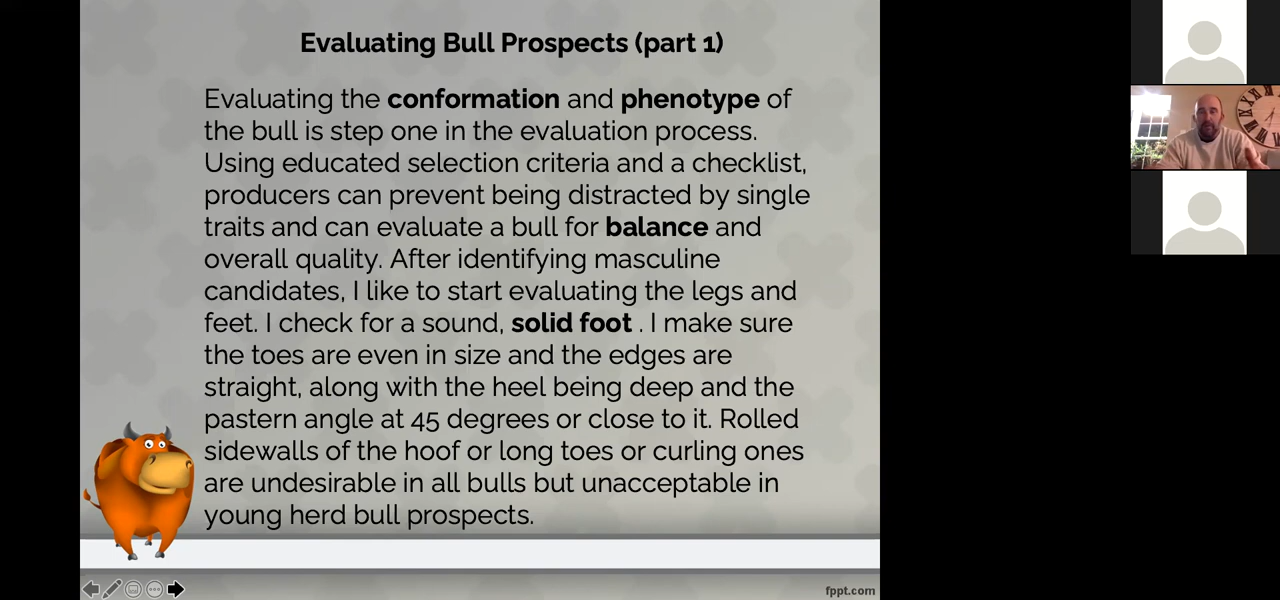 Evaluating Bull Prospects (part 1)
Evaluating the conformation and phenotype of
the bull is step one in the evaluation process.
Using educated selection criteria and a checklist,
producers can prevent being distracted by single
traits and can evaluate a bull for balance and
overall quality. After identifying masculine
candidates, I like to start evaluating the legs and
feet. I check for a sound, solid foot . I make sure
the toes are even in size and the edges are
straight, along with the heel being deep and the
pastern angle at 45 degrees or close to it. Rolled
sidewalls of the hoof or long toes or curling ones
are undesirable in all bulls but unacceptable in
young herd bull prospects.
fppt.com